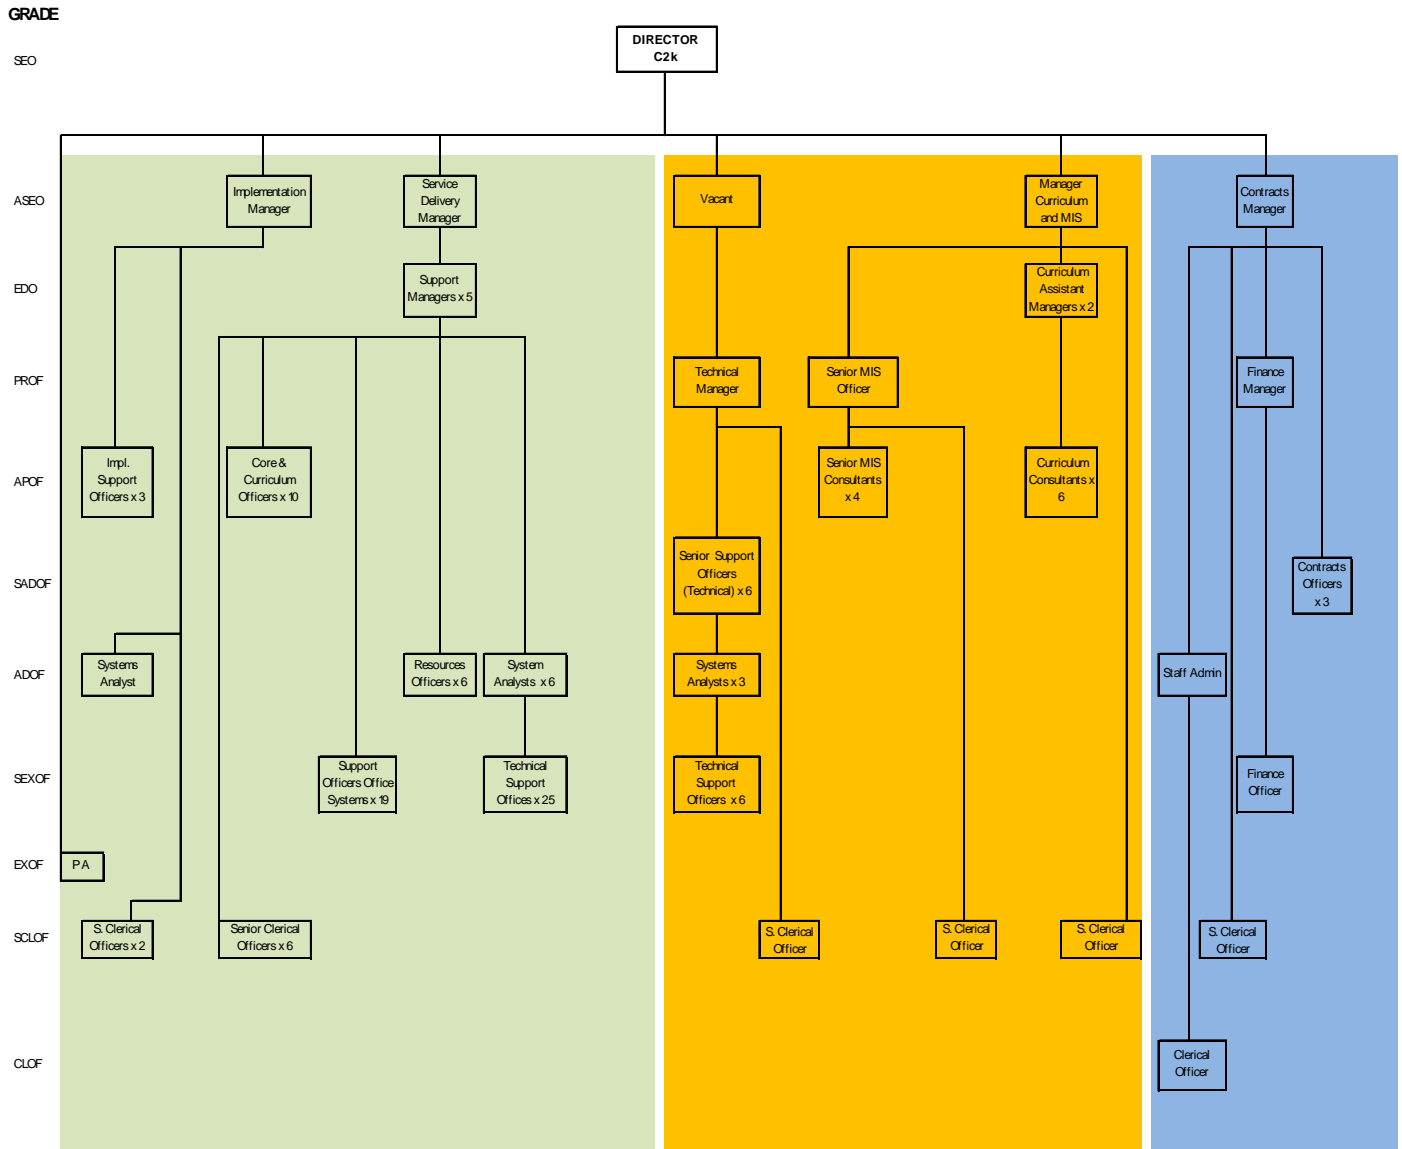 GRADE
DIRECTOR
C2k
SEO
ASEO
Implementation
Manager
Service
Delivery
Manager
Vacant
Manager
Curriculum
and MIS
Contracts
Manager
EDO
Support
Managers x 5
Curriculum
Assistant
Managers x 2
PROF
Technical
Manager
Senior MIS
Officer
Finance
Manager
APOF
Impl.
Support
Officers x 3
Core &
Curriculum
Officers x 10
Senior MIS
Consultants
x 4
Curriculum
Consultants x
6
SADOF
Senior Support
Officers
(Technical) x 6
Contracts
Officers
x 3
ADOF
Systems
Analyst
Resources
Officers x 6
System
Analysts x 6
Systems
Analysts x 3
Staff Admin
SEXOF
Support
Officers Office
Systems x 19
Technical
Support
Offices x 25
Technical
Support
Officers x 6
Finance
Officer
EXOF
PA
SCLOF
S. Clerical
Officers x 2
Senior Clerical
Officers x 6
S. Clerical
Officer
S. Clerical
Officer
S. Clerical
Officer
S. Clerical
Officer
CLOF
Clerical
Officer